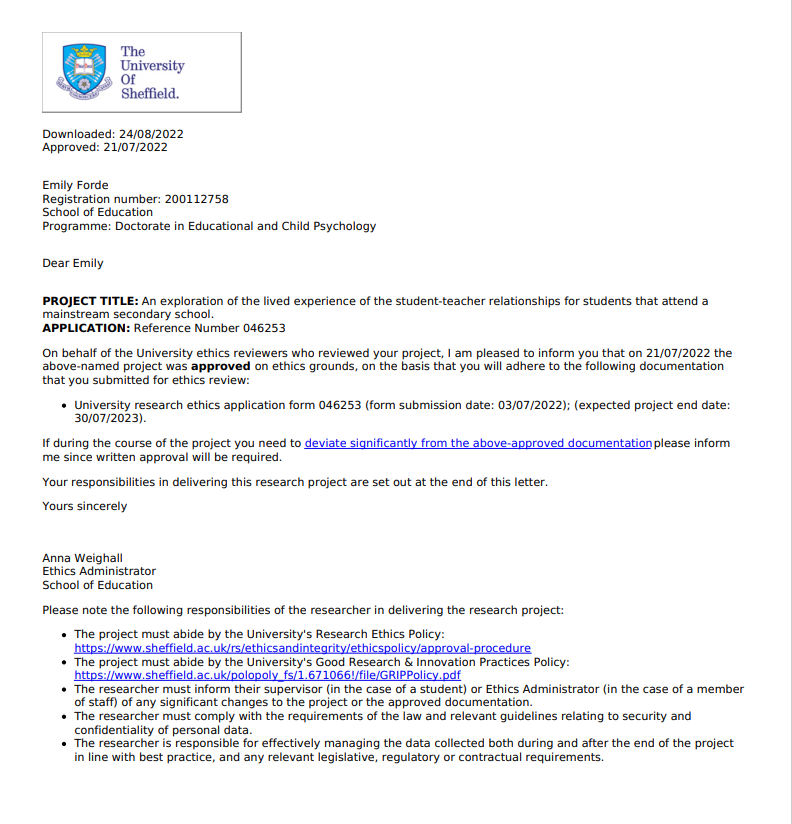 The
University
Of
Sheffield.
Downloaded: 24/08/2022
Approved: 21/07/2022
Emily Forde
Registration number: 200112758
School of Education
Programme: Doctorate in Educational and Child Psychology
Dear Emily
PROJECT TITLE: An exploration of the lived experience of the student-teacher relationships for students that attend a
mainstream secondary school.
APPLICATION: Reference Number 046253
On behalf of the University ethics reviewers who reviewed your project, I am pleased to inform you that on 21/07/2022 the
above-named project was approved on ethics grounds, on the basis that you will adhere to the following documentation
that you submitted for ethics review:
• University research ethics application form 046253 (form submission date: 03/07/2022); (expected project end date:
30/07/2023).
If during the course of the project you need to deviate significantly from the above-approved documentation please inform
me since written approval will be required.
Your responsibilities in delivering this research project are set out at the end of this letter.
Yours sincerely
Anna Weighall
Ethics Administrator
School of Education
Please note the following responsibilities of the researcher in delivering the research project:
• The project must abide by the University's Research Ethics Policy:
https://www.sheffield.ac.uk/rs/ethicsandintegrity/ethicspolicy/approval-procedure
• The project must abide by the University's Good Research & Innovation Practices Policy:
https://www.sheffield.ac.uk/polopoly_fs/1.671066!/file/GRIPPolicy.pdf
• The researcher must inform their supervisor (in the case of a student) or Ethics Administrator (in the case of a member
of staff) of any significant changes to the project or the approved documentation.
• The researcher must comply with the requirements of the law and relevant guidelines relating to security and
confidentiality of personal data.
• The researcher is responsible for effectively managing the data collected both during and after the end of the project
in line with best practice, and any relevant legislative, regulatory or contractual requirements.